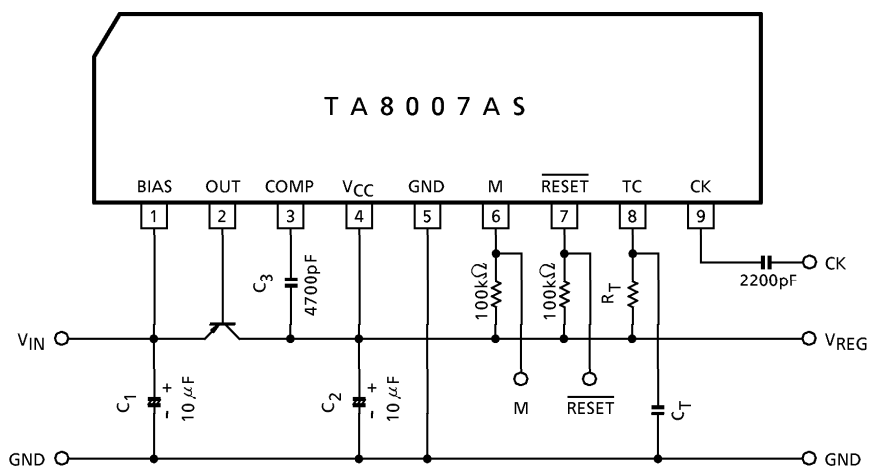 TA8007AS
BIAS OUT COMP VCC GND M RESET TC CK
1 2 3 4 5 6 7 8 9
C3 4700pF 100kΩ 100kΩ RT 2200pF CK
VIN VREG
C1 + - 10μF C2 + - 10μF M RESET CT
GND GND